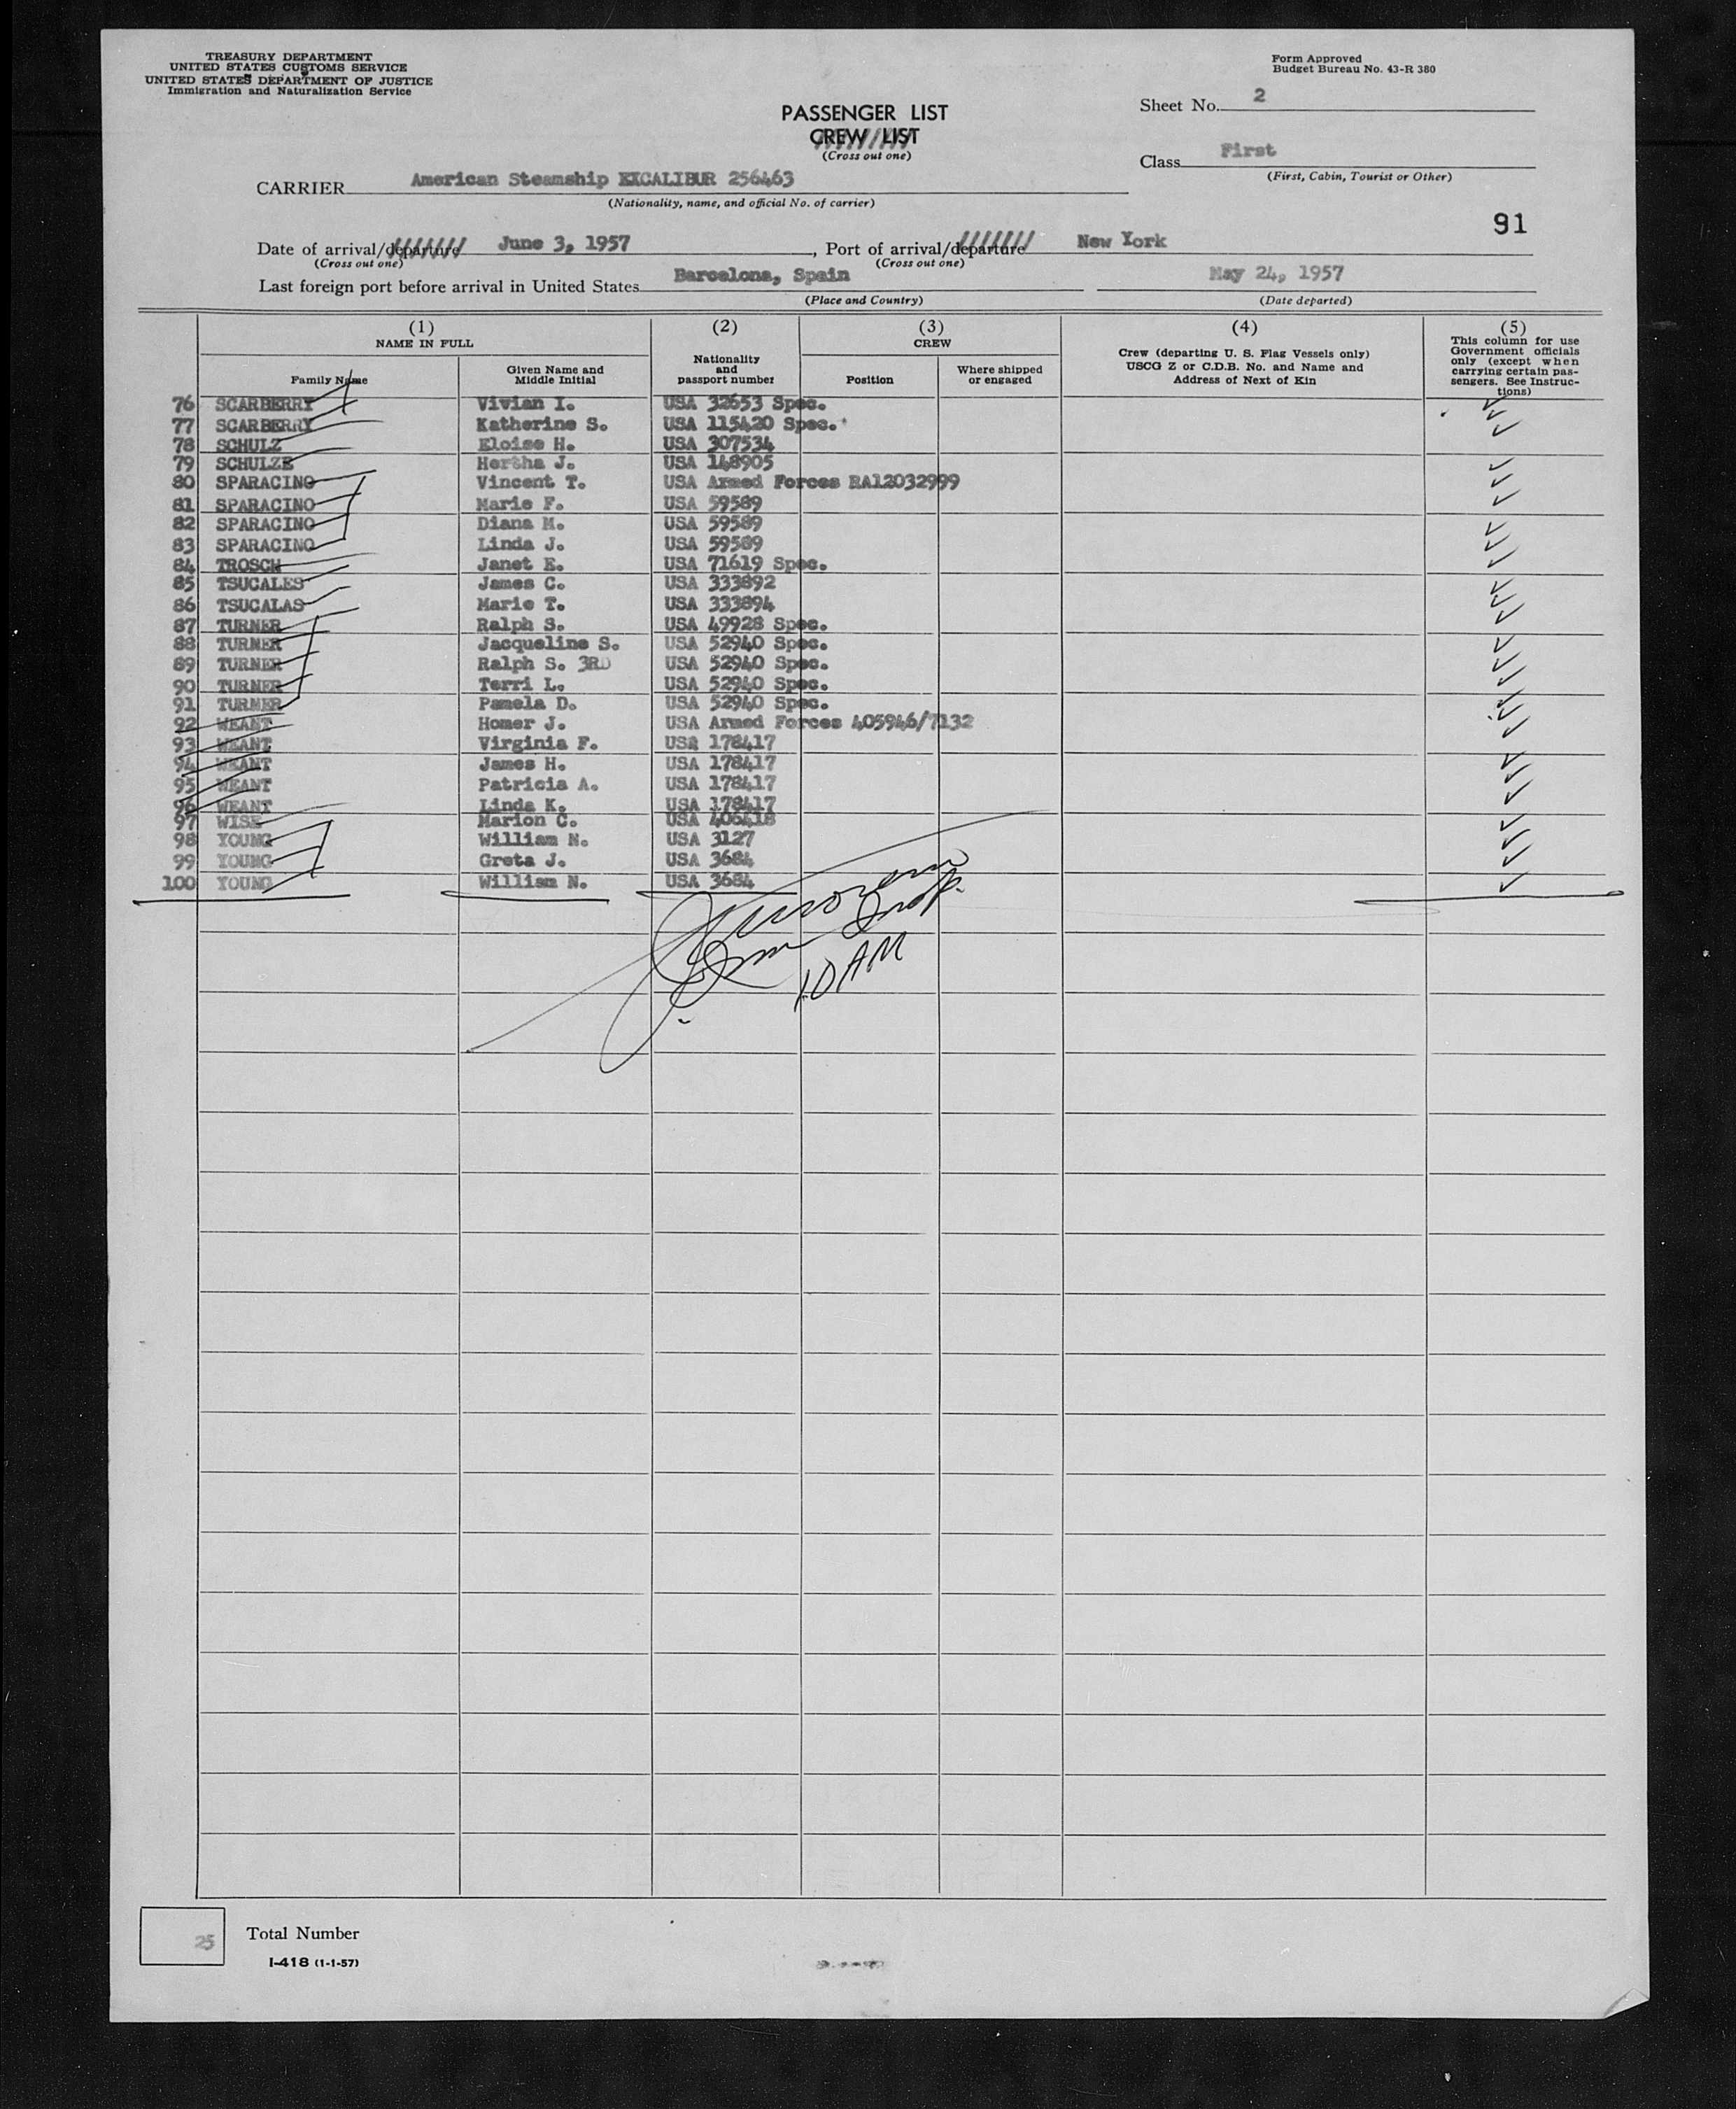 TREASURY DEPARTMENT
UNITED STATES CUSTOMS SERVICE
UNITED STATES DEPARTMENT OF JUSTICE
Immigration and Naturalization Service
Form Approved
Budget Bureau No. 43-R 380
Sheet No. 2
PASSENGER LIST
CREW LIST
(Cross out one)
Class First
(First, Cabin, Tourist or Other)
CARRIER American Steamship EXCALIBUR 256463
(Nationality, name, and official No. of carrier)
91
Date of arrival/departure June 3, 1957, Port of arrival/departure New York
(Cross out one) (Cross out one)
Last foreign port before arrival in United States Barcelona, Spain May 24, 1957
(Place and Country) (Date departed)
(1) (2) (3) (4) (5)
NAME IN FULL
Family Name
Given Name and
Middle Initial
Nationality
and
passport number
CREW
Position
Where shipped
or engaged
Crew (departing U. S. Flag Vessels only)
USCG Z or C.D.B. No. and Name and
Address of Next of Kin
This column for use
Government officials
only (except when
carrying certain pas-
sengers. See Instruc-
tions)
76 SCARBERRY Vivian I. USA 32653 Spec.
77 SCARBERRY Katherine S. USA 115420 Spec.
78 SCHULZ Eloise H. USA 307534
79 SCHULZE Hertha J. USA 148905
80 SPARACINO Vincent T. USA Armed Forces RA12032999
81 SPARACINO Marie F. USA 59589
82 SPARACINO Diana M. USA 59589
83 SPARACINO Linda J. USA 59589
84 TROSCH Janet E. USA 71619 Spec.
85 TSUCALES James C. USA 333892
86 TSUCALAS Marie T. USA 333894
87 TURNER Ralph S. USA 49928 Spec.
88 TURNER Jacqueline S. USA 52940 Spec.
89 TURNER Ralph S. 3RD USA 52940 Spec.
90 TURNER Terri L. USA 52940 Spec.
91 TURNER Pamela D. USA 52940 Spec.
92 WEANT Homer J. USA Armed Forces 405946/7132
93 WEANT Virginia F. USA 178417
94 WEANT James H. USA 178417
95 WEANT Patricia A. USA 178417
96 WEANT Linda K. USA 178417
97 WISE Marion C. USA 406418
98 YOUNG William N. USA 3127
99 YOUNG Greta J. USA 3684
100 YOUNG William N. USA 3684
10 AM
25 Total Number
I-418 (1-1-57)